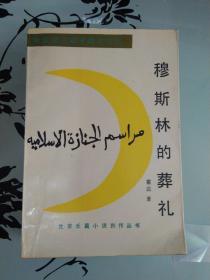 穆斯林的葬礼
مراسم الجنازة الاسلاميه
霍达 著
北京长篇小说创作丛书